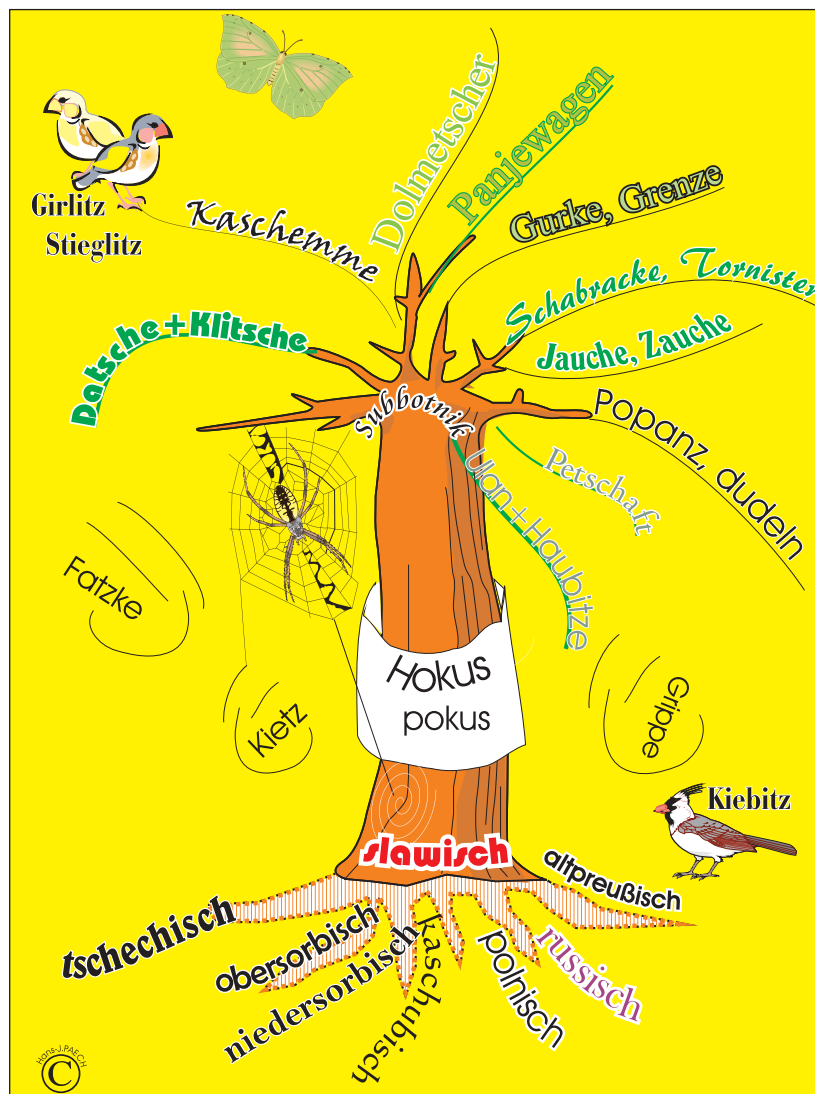 Dolmetscher
Panjewagen
Girlitz
Stieglitz
Kaschemme
Gurke, Grenze
Schabracke, Tornister
Datsche+Klitsche
Jauche, Zauche
Subbotnik
Popanz, dudeln
Petschaft
Ulan+Haubitze
Fatzke
Hokus
pokus
Kietz
Grippe
Kiebitz
slawisch
altpreußisch
tschechisch
obersorbisch
niedersorbisch
kaschubisch
polnisch
russisch
Hans-J.PAECH
©